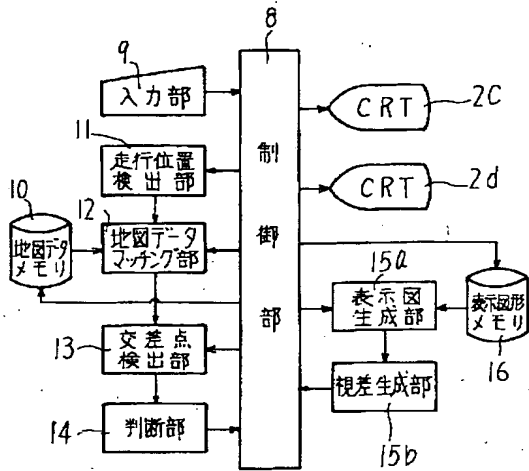 8
9
入力部
11
走行位置
検出部
10
地図データ
メモリ
12
地図データ
マッチング部
13
交差点
検出部
14
判断部
制御部
CRT
2C
CRT
2d
15a
表示図
生成部
表示図形
メモリ
16
視差生成部
15b